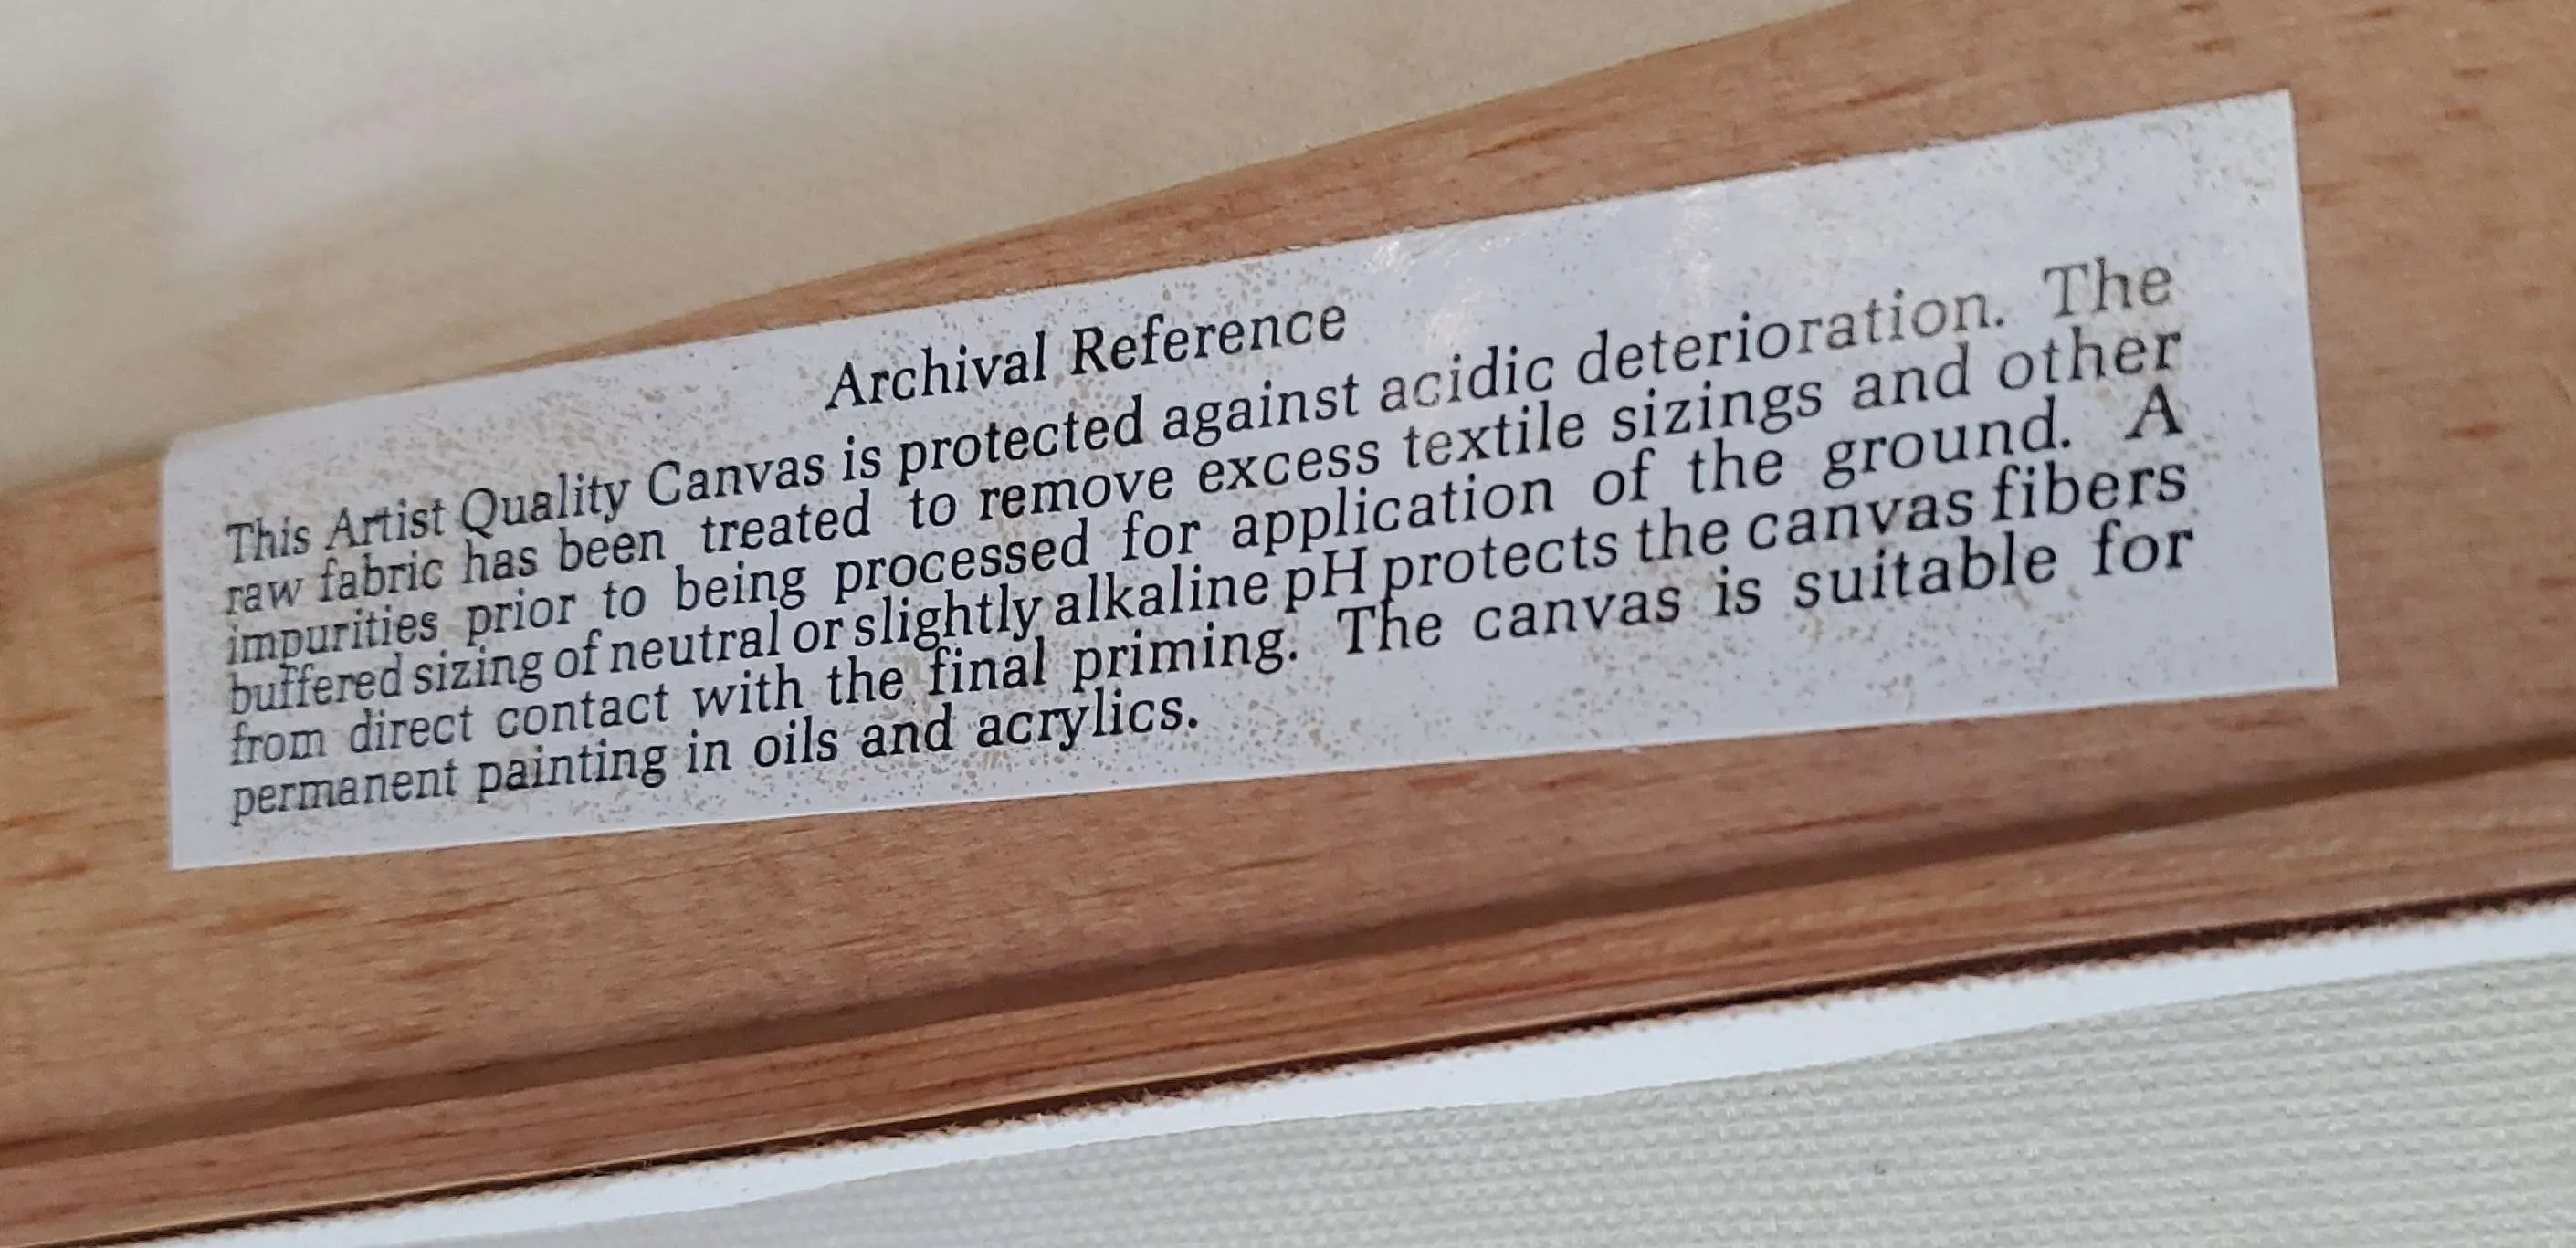 Archival Reference
This Artist Quality Canvas is protected against acidic deterioration. The
raw fabric has been treated to remove excess textile sizings and other
impurities prior to being processed for application of the ground. A
buffered sizing of neutral or slightly alkaline pH protects the canvas fibers
from direct contact with the final priming. The canvas is suitable for
permanent painting in oils and acrylics.